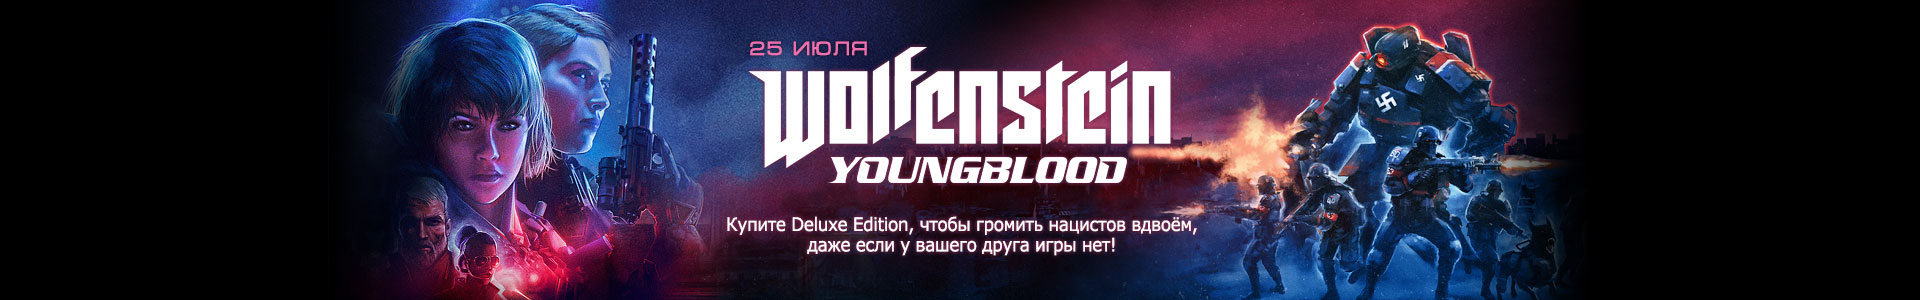 25 ИЮЛЯ
Wolfenstein
YOUNGBLOOD
Купите Deluxe Edition, чтобы громить нацистов вдвоём,
даже если у вашего друга игры нет!